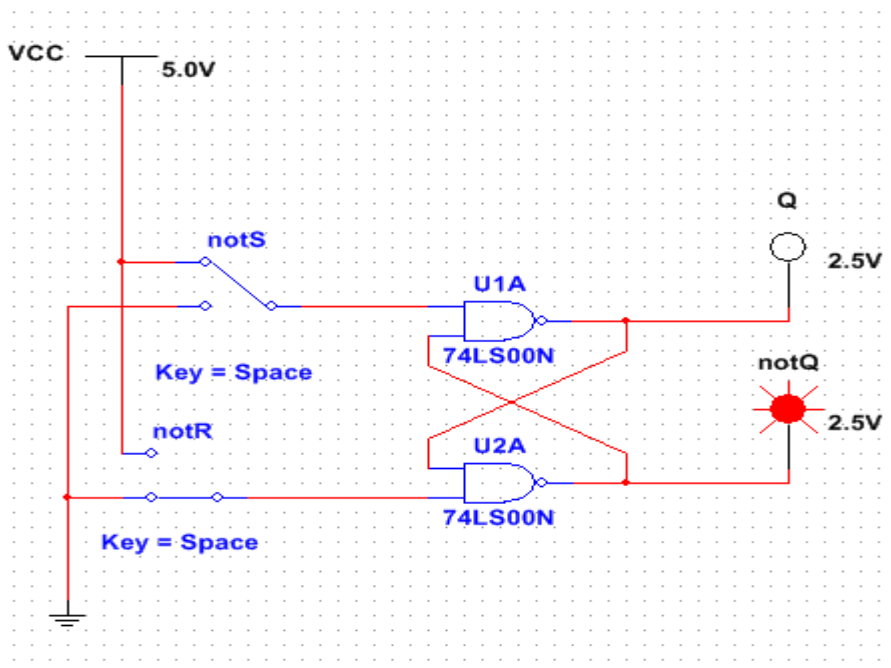 VCC
5.0V
Q
notS
2.5V
U1A
74LS00N
notQ
Key = Space
2.5V
notR
U2A
74LS00N
Key = Space